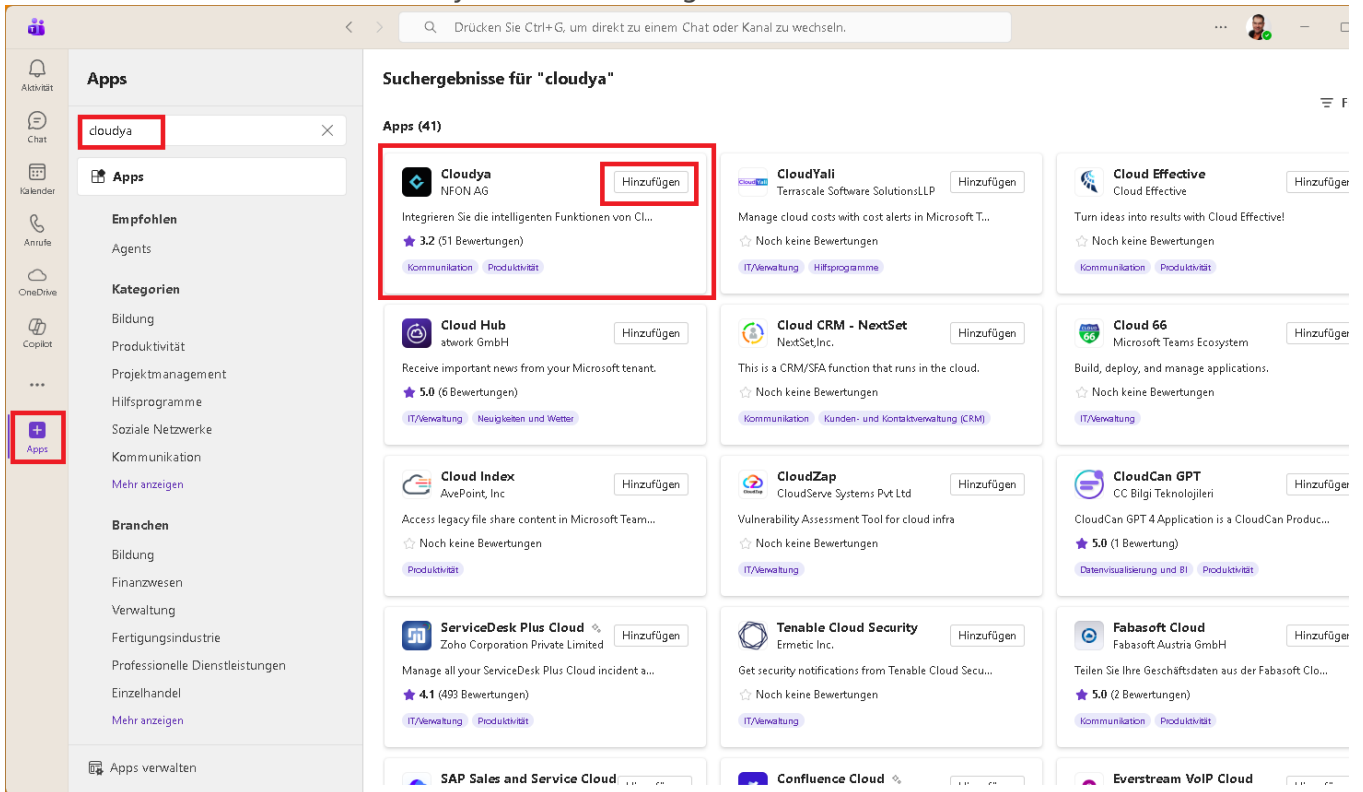 Drücken Sie Ctrl+G, um direkt zu einem Chat oder Kanal zu wechseln.
Aktivität
Chat
Kalender
Anrufe
OneDrive
Copilot
Apps
Apps
cloudya
Apps
Empfohlen
Agents
Kategorien
Bildung
Produktivität
Projektmanagement
Hilfsprogramme
Soziale Netzwerke
Kommunikation
Mehr anzeigen
Branchen
Bildung
Finanzwesen
Verwaltung
Fertigungsindustrie
Professionelle Dienstleistungen
Einzelhandel
Mehr anzeigen
Apps verwalten
Suchergebnisse für "cloudya"
F
Apps (41)
Cloudya
NFON AG
Hinzufügen
Integrieren Sie die intelligenten Funktionen von Cl...
3.2 (51 Bewertungen)
Kommunikation Produktivität
CloudYali
Terrascale Software SolutionsLLP
Hinzufügen
Manage cloud costs with cost alerts in Microsoft T...
Noch keine Bewertungen
IT/Verwaltung Hilfsprogramme
Cloud Effective
Cloud Effective
Hinzufügen
Turn ideas into results with Cloud Effective!
Noch keine Bewertungen
Kommunikation Produktivität
Cloud Hub
atwork GmbH
Hinzufügen
Receive important news from your Microsoft tenant.
5.0 (6 Bewertungen)
IT/Verwaltung Neuigkeiten und Wetter
Cloud CRM - NextSet
NextSet,Inc.
Hinzufügen
This is a CRM/SFA function that runs in the cloud.
Noch keine Bewertungen
Kommunikation Kunden- und Kontaktverwaltung (CRM)
Cloud 66
Microsoft Teams Ecosystem
Hinzufügen
Build, deploy, and manage applications.
Noch keine Bewertungen
IT/Verwaltung
Cloud Index
AvePoint, Inc
Hinzufügen
Access legacy file share content in Microsoft Team...
Noch keine Bewertungen
Produktivität
CloudZap
CloudServe Systems Pvt Ltd
Hinzufügen
Vulnerability Assessment Tool for cloud infra
Noch keine Bewertungen
IT/Verwaltung
CloudCan GPT
CC Bilgi Teknolojileri
Hinzufügen
CloudCan GPT 4 Application is a CloudCan Produc...
5.0 (1 Bewertung)
Datenvisualisierung und BI Produktivität
ServiceDesk Plus Cloud
Zoho Corporation Private Limited
Hinzufügen
Manage all your ServiceDesk Plus Cloud incident a...
4.1 (493 Bewertungen)
IT/Verwaltung Produktivität
Tenable Cloud Security
Ermetic Inc.
Hinzufügen
Get security notifications from Tenable Cloud Secu...
Noch keine Bewertungen
IT/Verwaltung
Fabasoft Cloud
Fabasoft Austria GmbH
Hinzufügen
Teilen Sie Ihre Geschäftsdaten aus der Fabasoft Clo...
5.0 (2 Bewertungen)
Kommunikation Produktivität
SAP Sales and Service Cloud
Confluence Cloud
Everstream VoIP Cloud